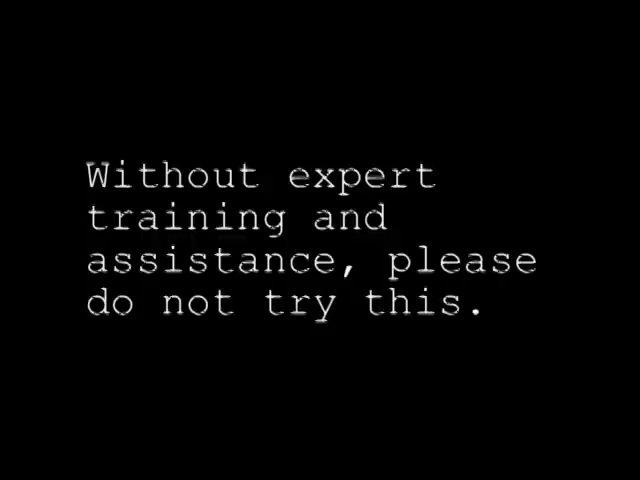 Without expert
training and
assistance, please
do not try this.